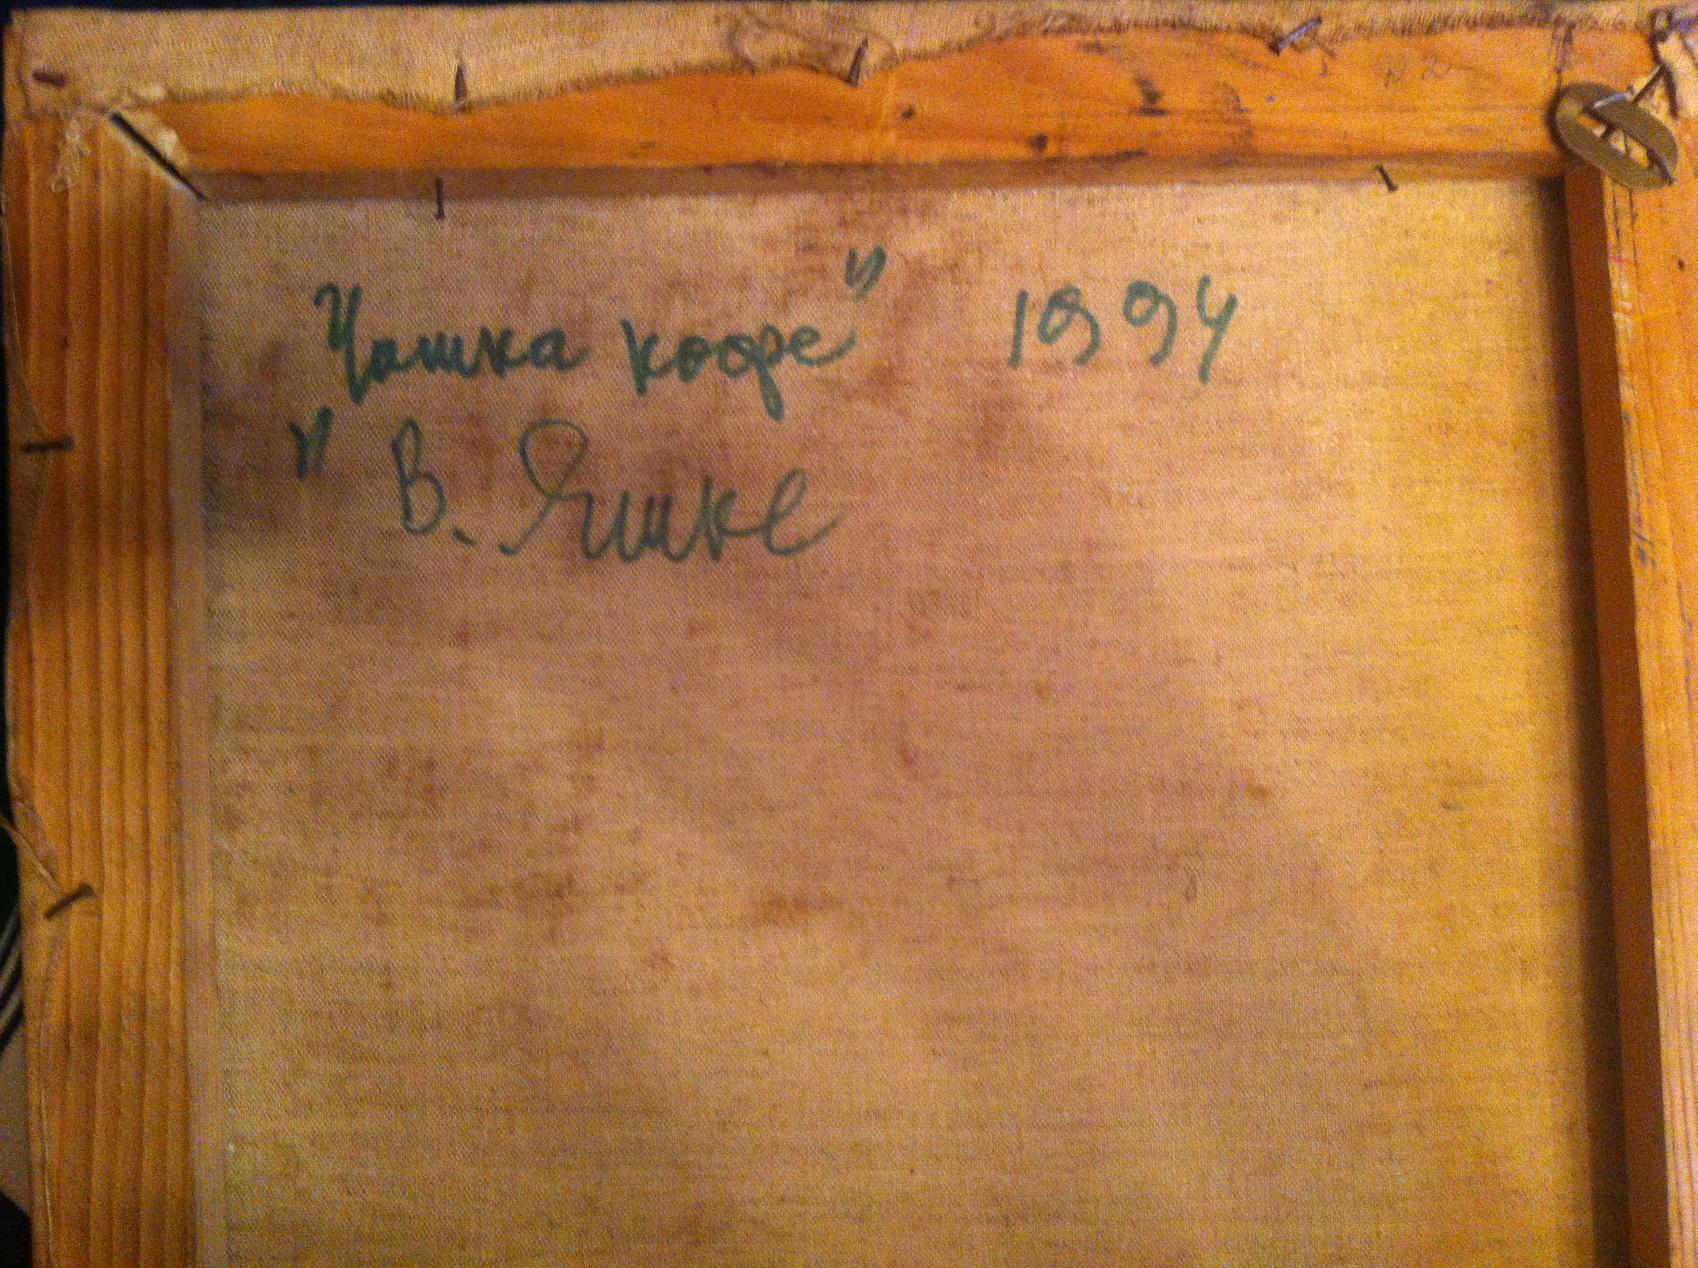 "Чашка кофе" 1994
В. Яшке